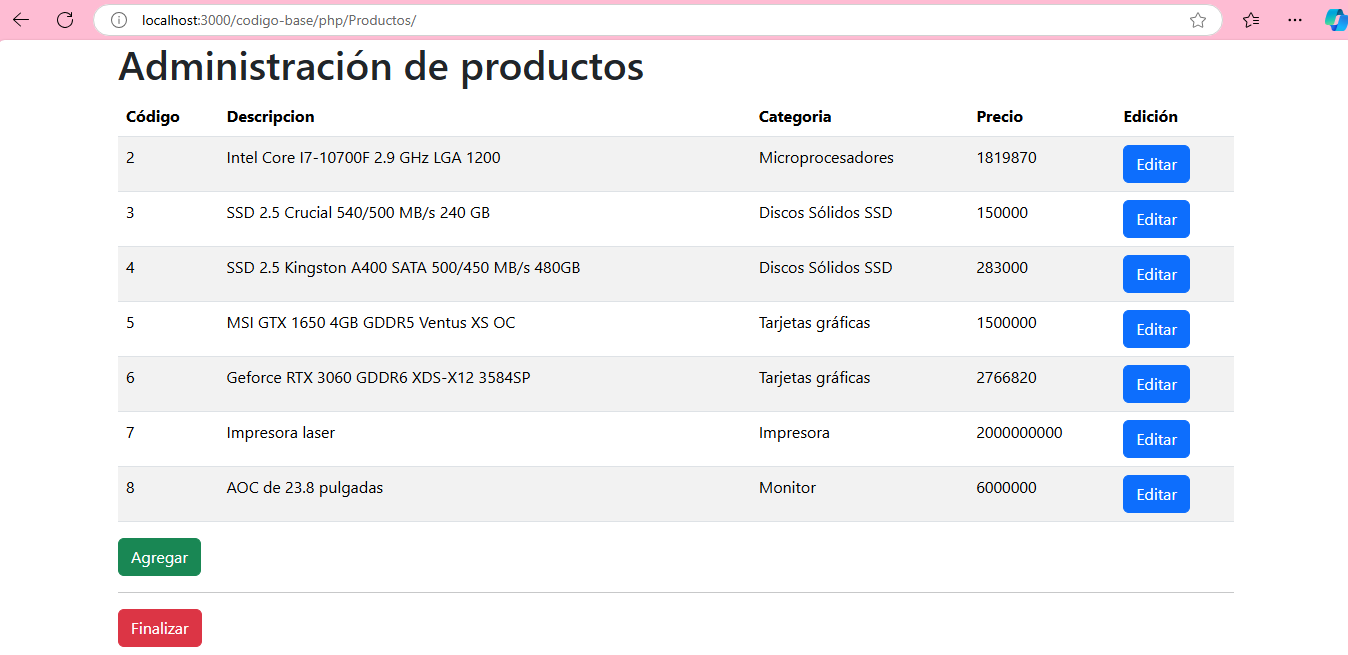 localhost:3000/codigo-base/php/Productos/
Administración de productos
Código Descripcion Categoria Precio Edición
2 Intel Core I7-10700F 2.9 GHz LGA 1200 Microprocesadores 1819870 Editar
3 SSD 2.5 Crucial 540/500 MB/s 240 GB Discos Sólidos SSD 150000 Editar
4 SSD 2.5 Kingston A400 SATA 500/450 MB/s 480GB Discos Sólidos SSD 283000 Editar
5 MSI GTX 1650 4GB GDDR5 Ventus XS OC Tarjetas gráficas 1500000 Editar
6 Geforce RTX 3060 GDDR6 XDS-X12 3584SP Tarjetas gráficas 2766820 Editar
7 Impresora laser Impresora 2000000000 Editar
8 AOC de 23.8 pulgadas Monitor 6000000 Editar
Agregar
Finalizar